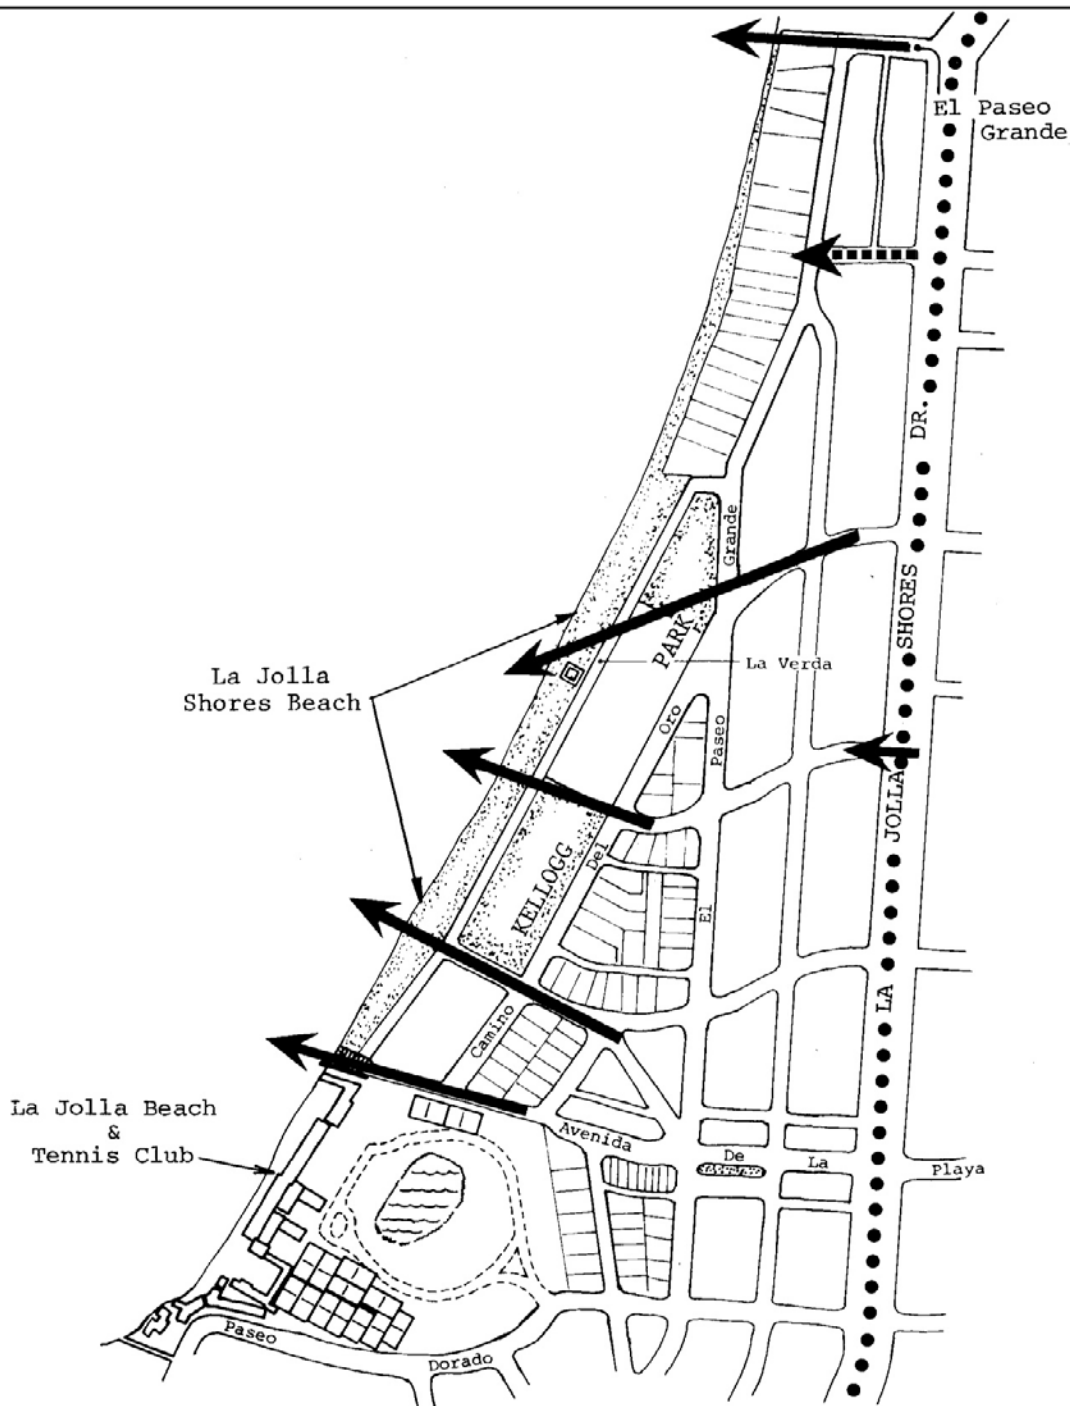 El Paseo
Grande
DR.
Grande
SHORES
PARK
La Verda
La Jolla
Shores Beach
Oro
Paseo
JOLLA
Del
KELLOGG
El
LA
Camino
La Jolla Beach
&
Tennis Club
Avenida
De
La
Playa
Paseo
Dorado